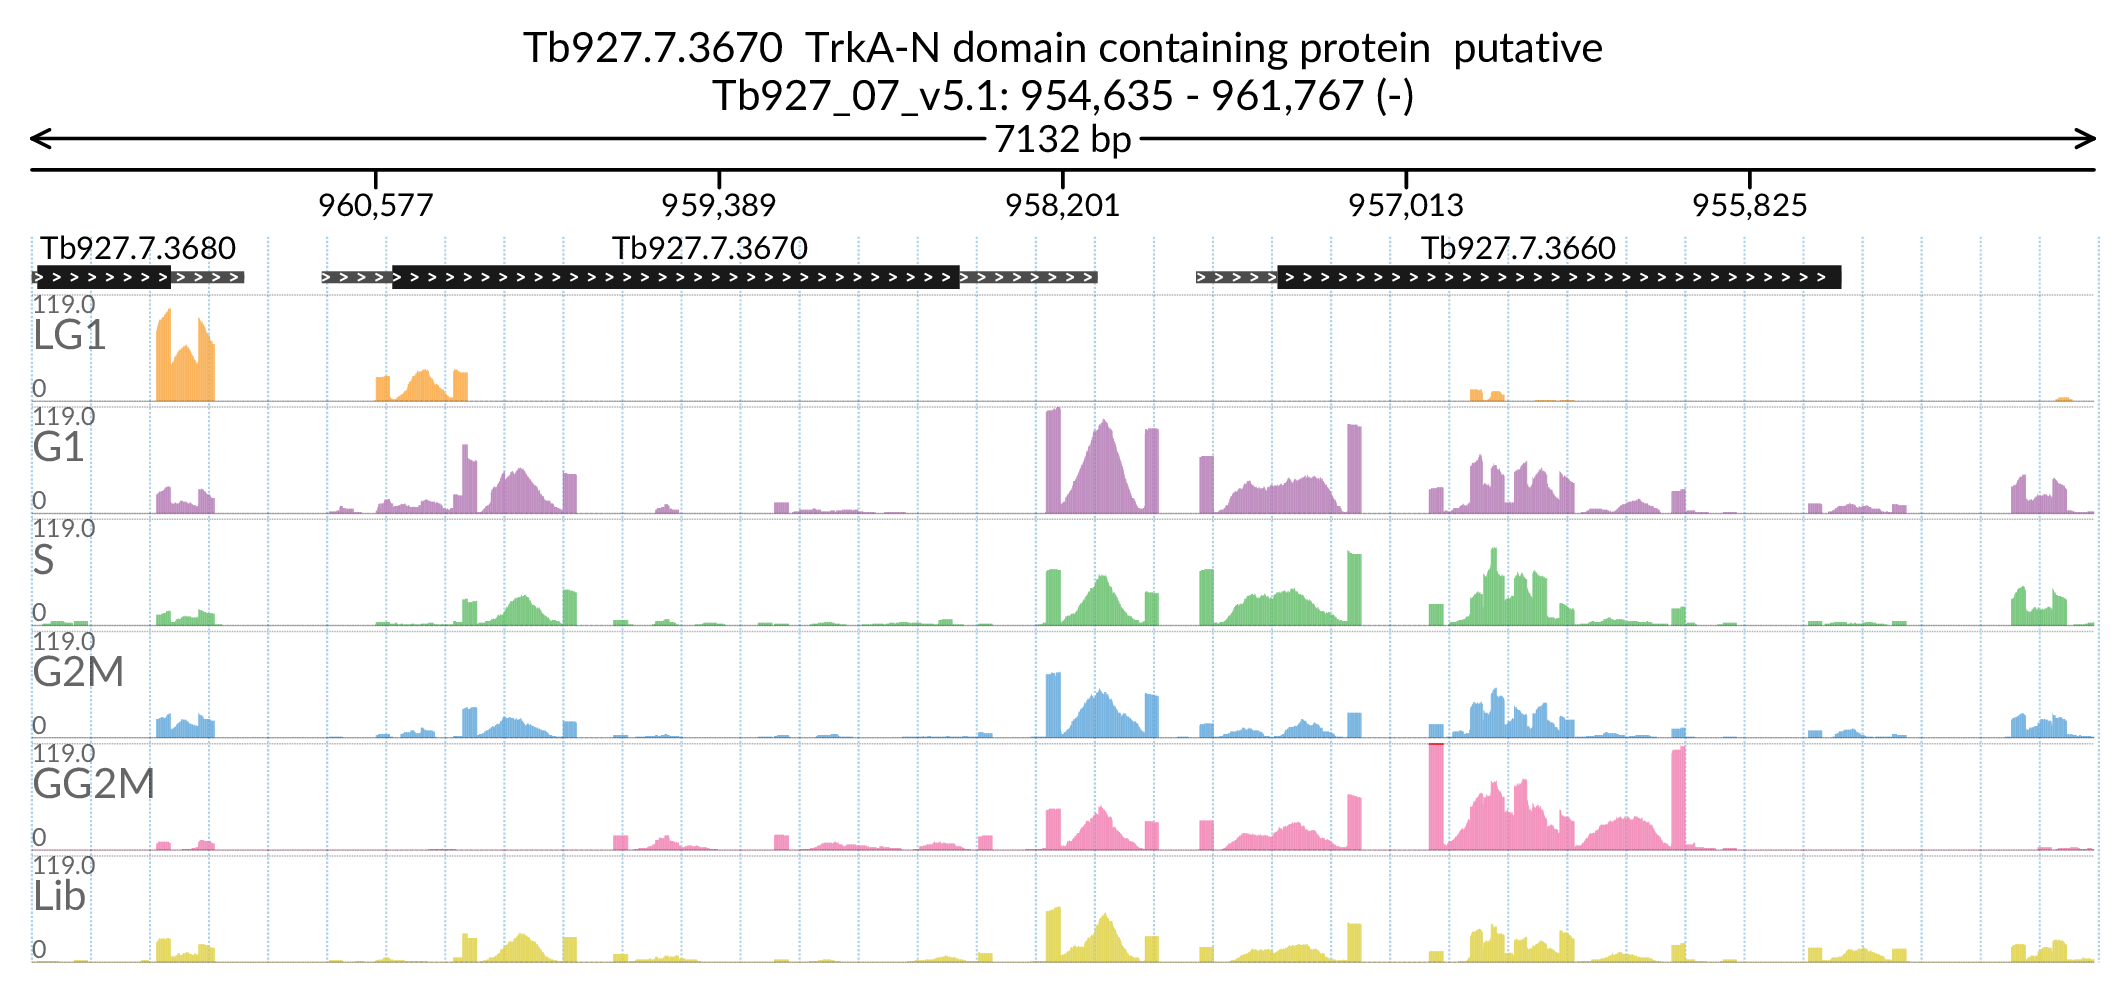 Tb927.7.3670  TrkA-N domain containing protein  putative
Tb927_07_v5.1: 954,635 - 961,767 (-)
7132 bp
960,577 959,389 958,201 957,013 955,825
Tb927.7.3680 Tb927.7.3670 Tb927.7.3660
119.0
LG1
0
119.0
G1
0
119.0
S
0
119.0
G2M
0
119.0
GG2M
0
119.0
Lib
0